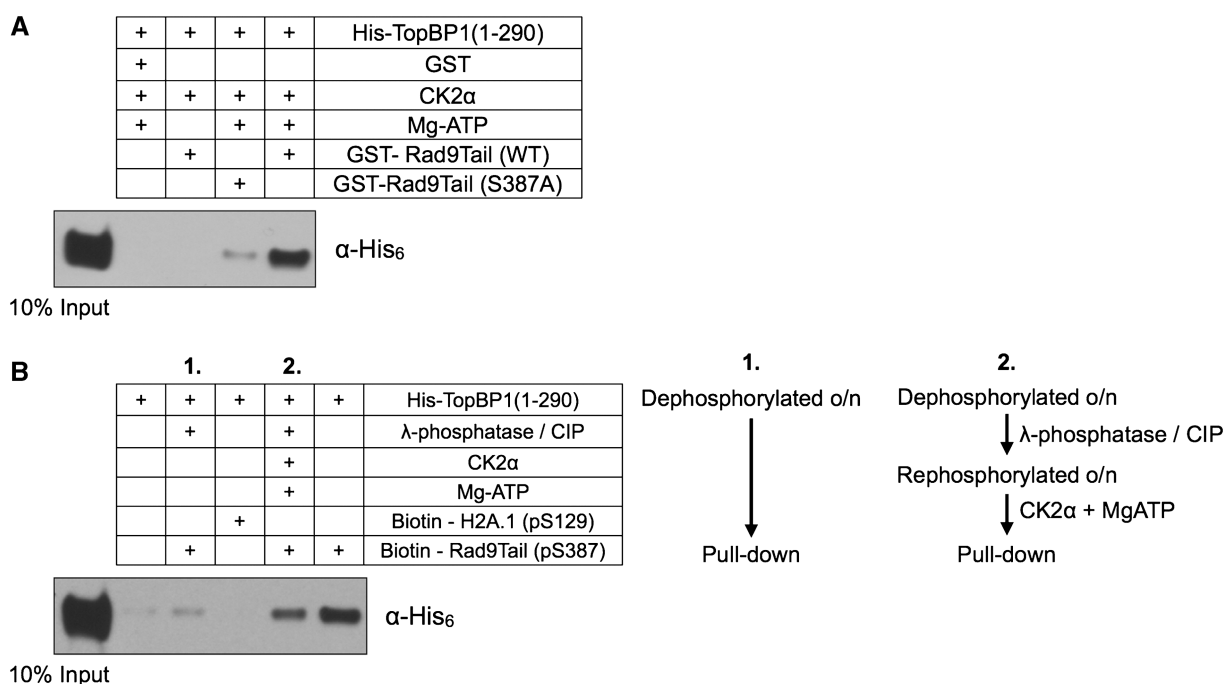 A
+ + + + His-TopBP1(1-290)
+ GST
+ + + + CK2α
+ + + Mg-ATP
+ + GST- Rad9Tail (WT)
+ GST-Rad9Tail (S387A)
α-His₆
10% Input
B
1. 2.
+ + + + + His-TopBP1(1-290)
+ + λ-phosphatase / CIP
+ CK2α
+ Mg-ATP
+ Biotin - H2A.1 (pS129)
+ + + Biotin - Rad9Tail (pS387)
α-His₆
10% Input
1.
Dephosphorylated o/n
Pull-down
2.
Dephosphorylated o/n
λ-phosphatase / CIP
Rephosphorylated o/n
CK2α + MgATP
Pull-down